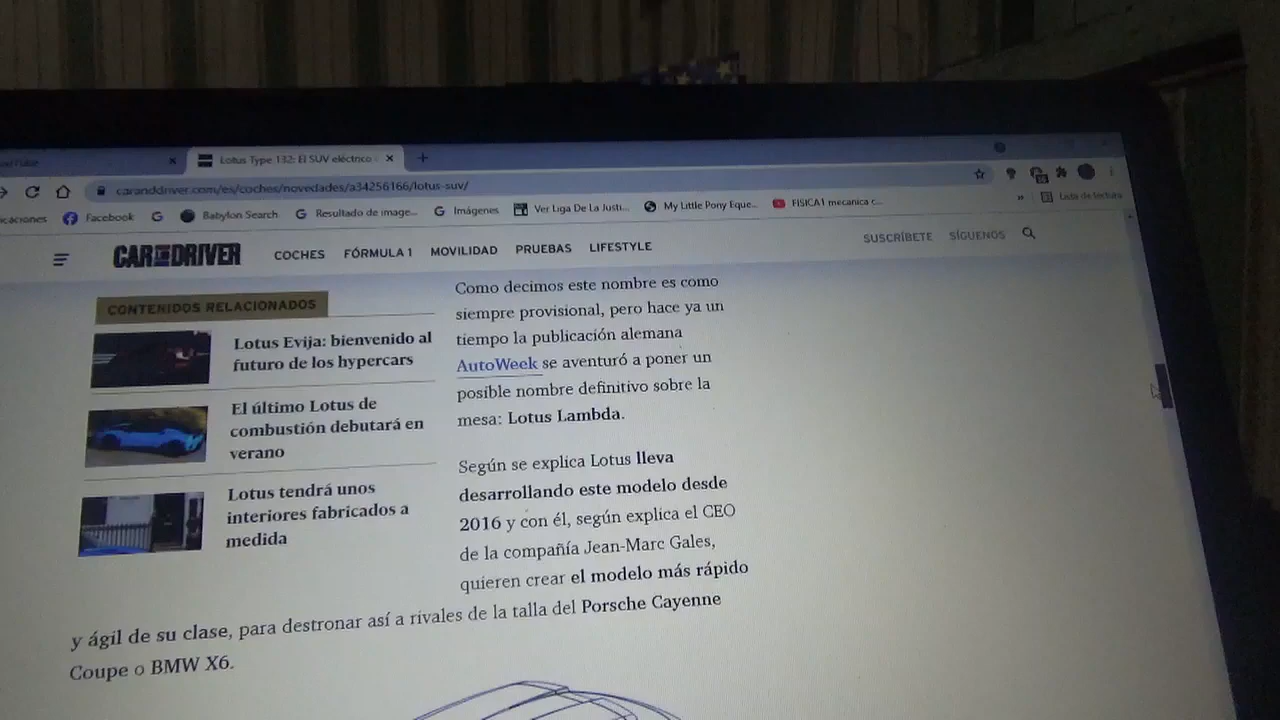 Lotus Type 132: El SUV eléctrico
caranddriver.com/es/coches/novedades/a34256166/lotus-suv/
icaciones Facebook Babylon Search Resultado de image... Imágenes Ver Liga De La Justi... My Little Pony Eque... FISICA I mecanica c... » Lista de lectura
CAR AND DRIVER COCHES FÓRMULA 1 MOVILIDAD PRUEBAS LIFESTYLE SUSCRÍBETE SÍGUENOS
CONTENIDOS RELACIONADOS
Lotus Evija: bienvenido al
futuro de los hypercars
El último Lotus de
combustión debutará en
verano
Lotus tendrá unos
interiores fabricados a
medida
Como decimos este nombre es como
siempre provisional, pero hace ya un
tiempo la publicación alemana
AutoWeek se aventuró a poner un
posible nombre definitivo sobre la
mesa: Lotus Lambda.
Según se explica Lotus lleva
desarrollando este modelo desde
2016 y con él, según explica el CEO
de la compañía Jean-Marc Gales,
quieren crear el modelo más rápido
y ágil de su clase, para destronar así a rivales de la talla del Porsche Cayenne
Coupe o BMW X6.